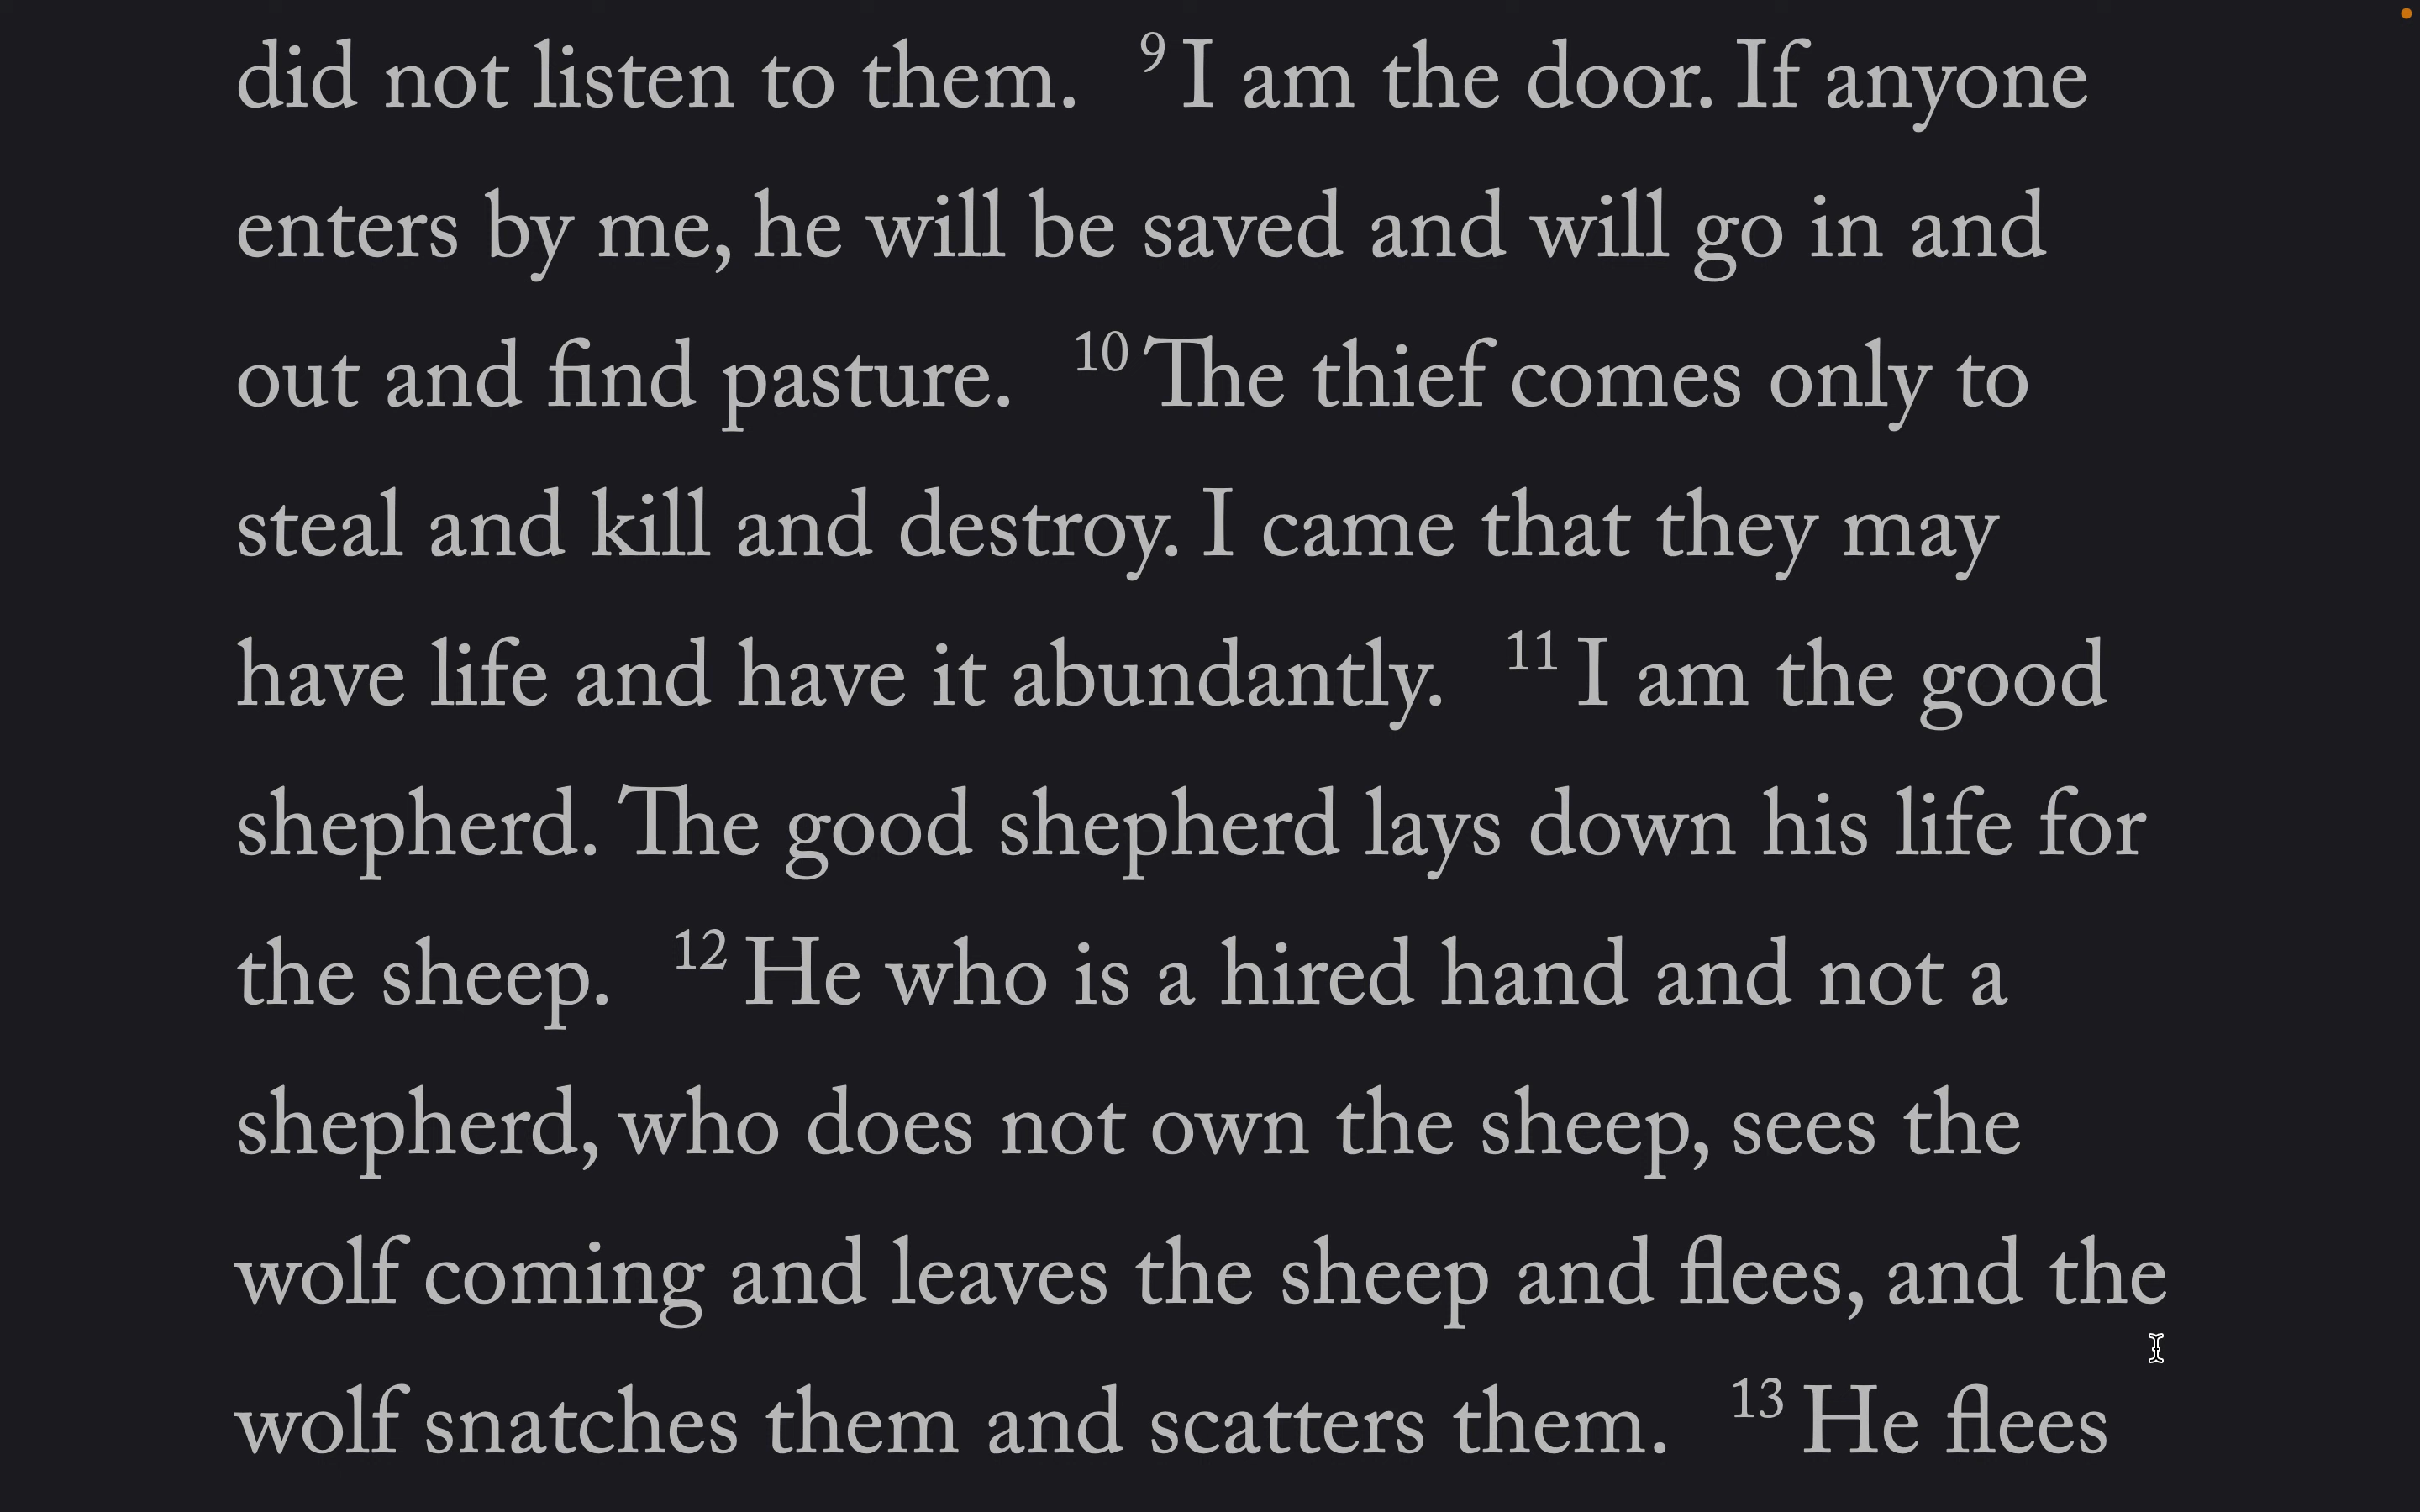 did not listen to them. 9 I am the door. If anyone
enters by me, he will be saved and will go in and
out and find pasture. 10 The thief comes only to
steal and kill and destroy. I came that they may
have life and have it abundantly. 11 I am the good
shepherd. The good shepherd lays down his life for
the sheep. 12 He who is a hired hand and not a
shepherd, who does not own the sheep, sees the
wolf coming and leaves the sheep and flees, and the
wolf snatches them and scatters them. 13 He flees